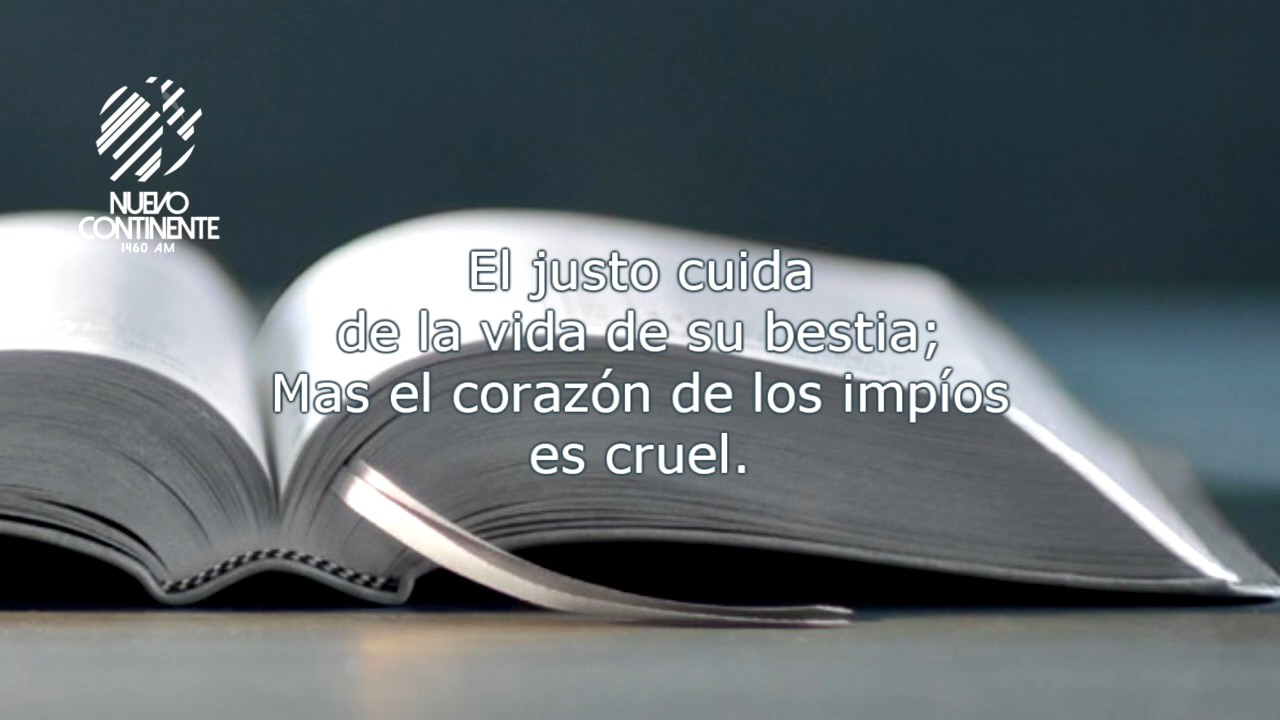 NUEVO
CONTINENTE
1460 AM
El justo cuida
de la vida de su bestia;
Mas el corazón de los impíos
es cruel.